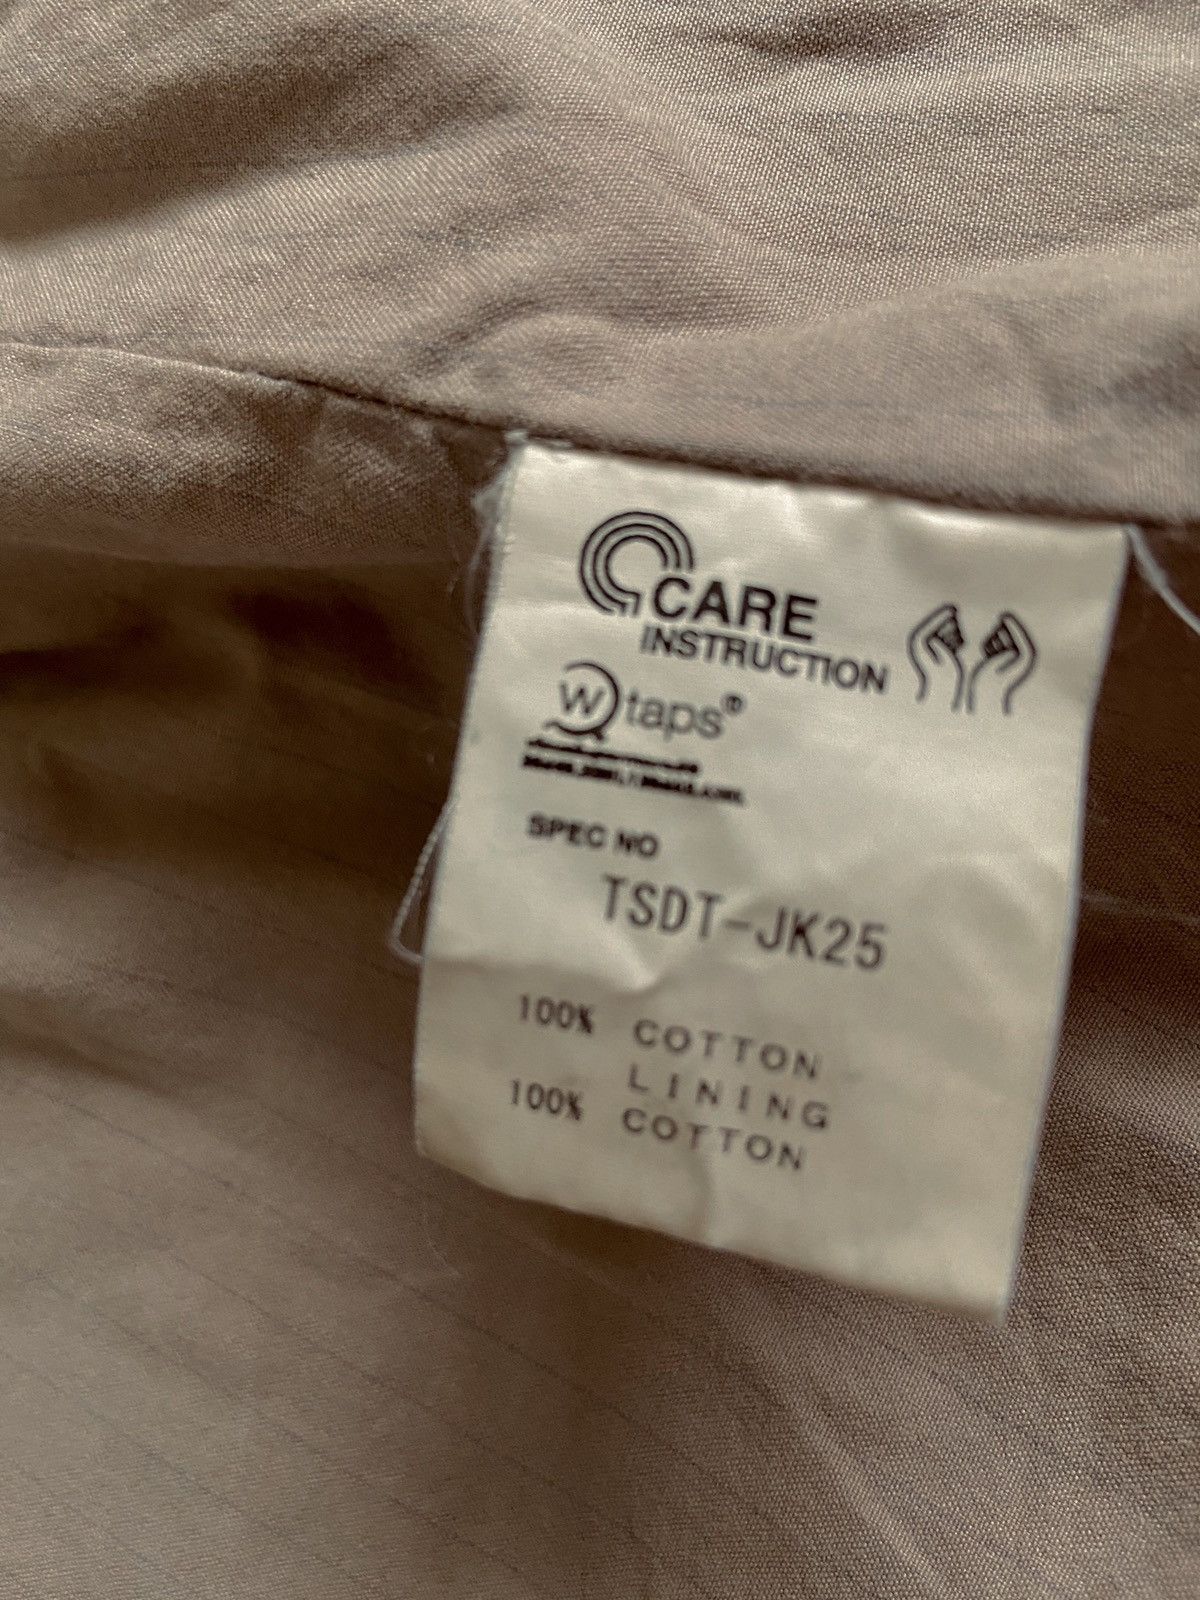 CARE
INSTRUCTION
W taps®
SPEC NO
TSDT-JK25
100% COTTON
LINING
100% COTTON